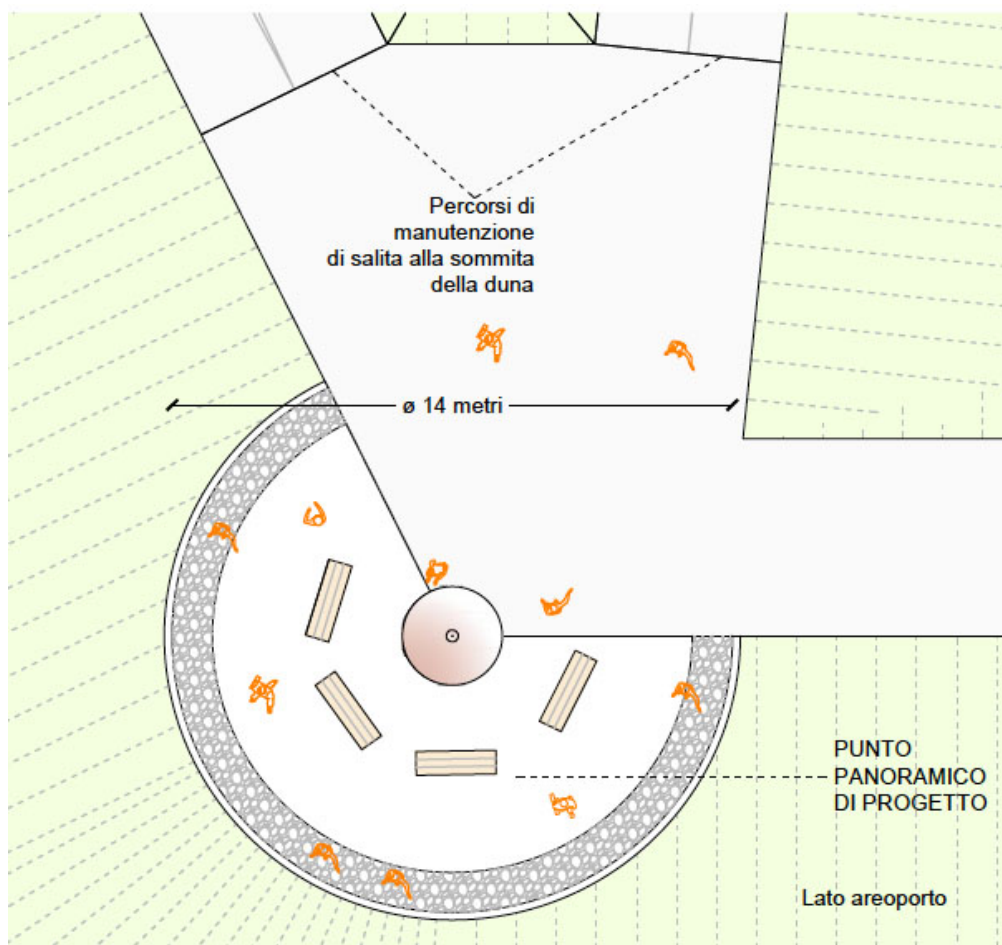 Percorsi di
manutenzione
di salita alla sommita
della duna
ø 14 metri
PUNTO
PANORAMICO
DI PROGETTO
Lato areoporto